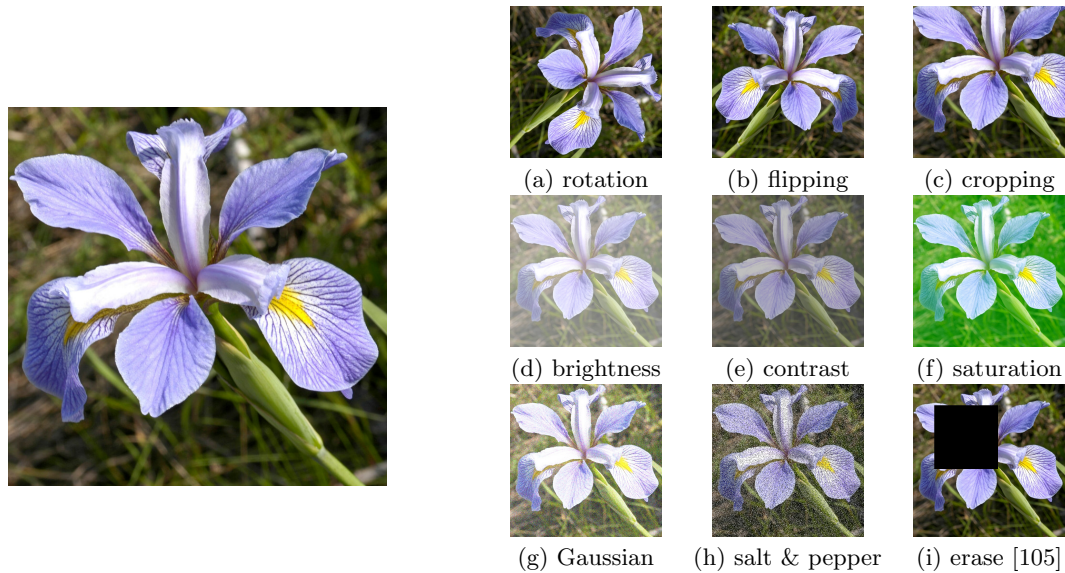 (a) rotation
(b) flipping
(c) cropping
(d) brightness
(e) contrast
(f) saturation
(g) Gaussian
(h) salt & pepper
(i) erase [105]